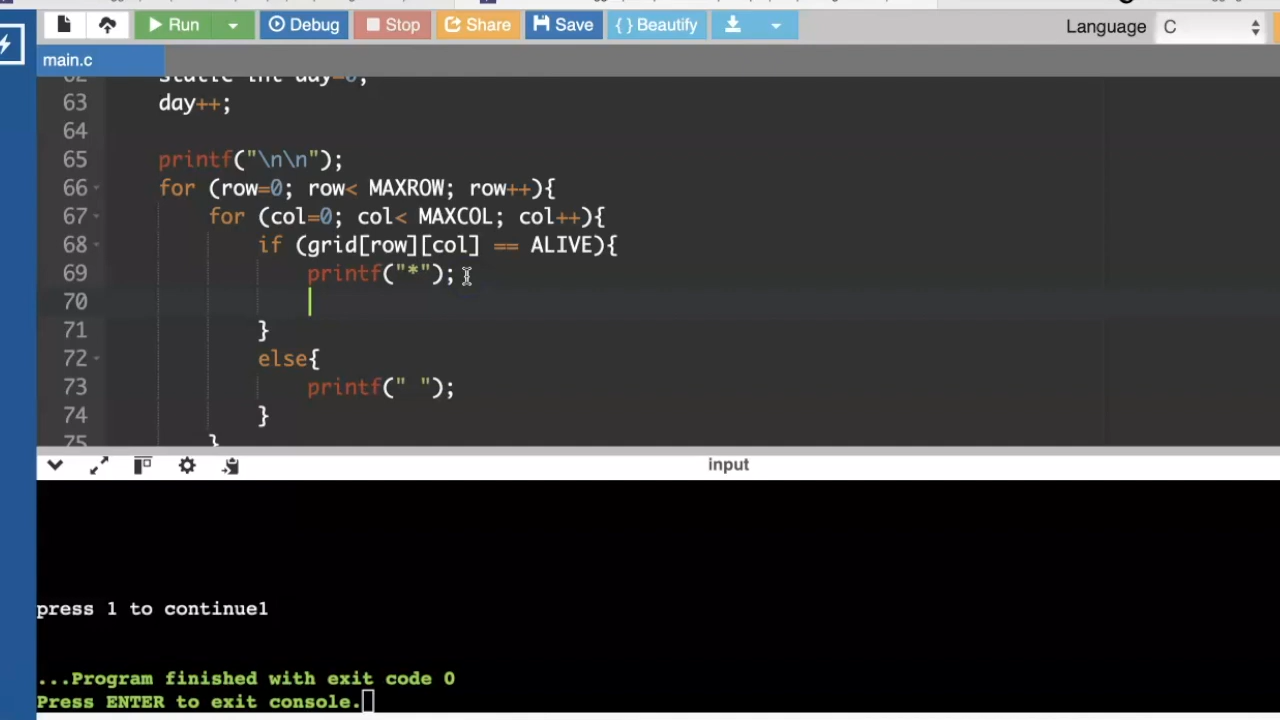 Run
Debug
Stop
Share
Save
{ } Beautify
Language
C
main.c
62 static int day=0;
63 day++;
64
65 printf("\n\n");
66 for (row=0; row< MAXROW; row++){
67 for (col=0; col< MAXCOL; col++){
68 if (grid[row][col] == ALIVE){
69 printf("*");
70
71 }
72 else{
73 printf(" ");
74 }
75 }
input
press 1 to continue1
...Program finished with exit code 0
Press ENTER to exit console.